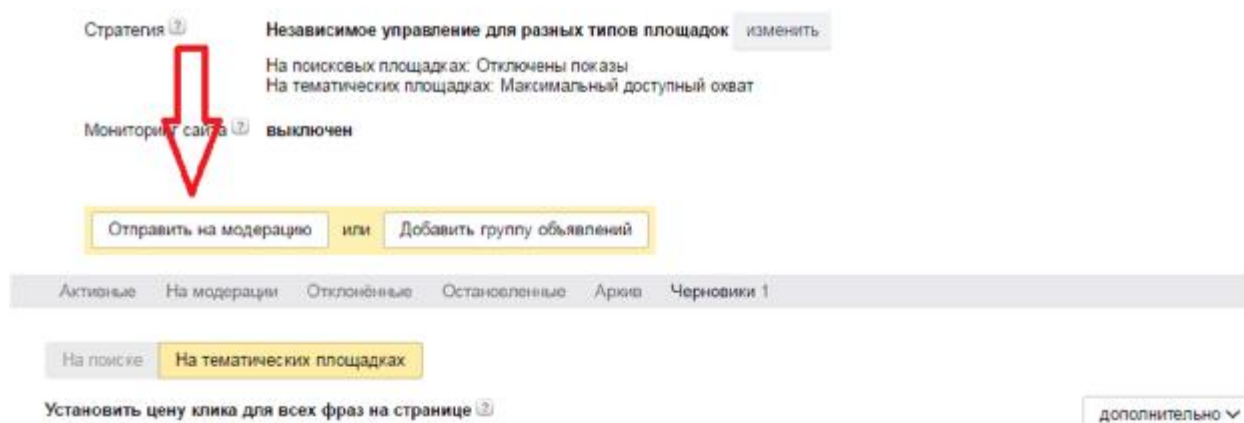 Стратегия ? Независимое управление для разных типов площадок изменить
На поисковых площадках: Отключены показы
На тематических площадках: Максимальный доступный охват
Мониторинг сайта ? выключен
Отправить на модерацию или Добавить группу объявлений
Активные На модерации Отклонённые Остановленные Архив Черновики 1
На поиске На тематических площадках
Установить цену клика для всех фраз на странице ?
дополнительно